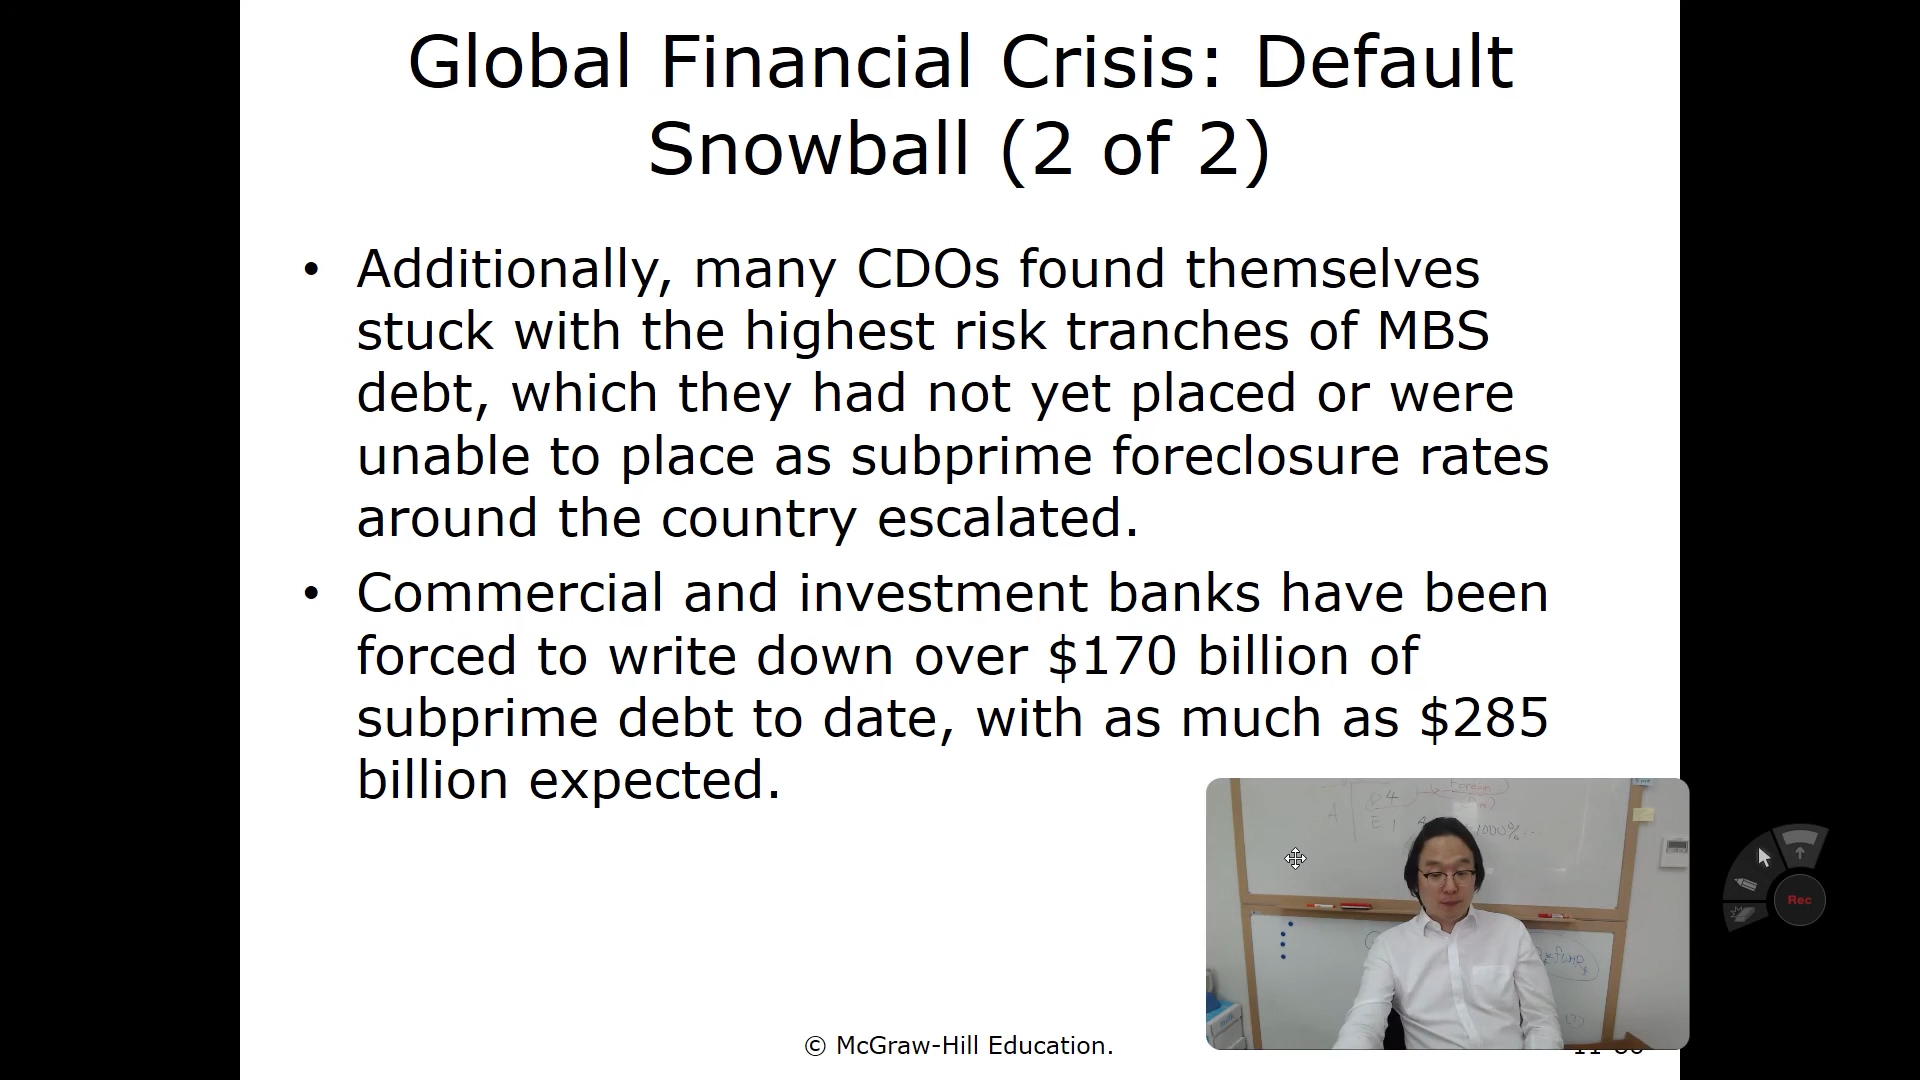 Global Financial Crisis: Default
Snowball (2 of 2)
• Additionally, many CDOs found themselves
stuck with the highest risk tranches of MBS
debt, which they had not yet placed or were
unable to place as subprime foreclosure rates
around the country escalated.
• Commercial and investment banks have been
forced to write down over $170 billion of
subprime debt to date, with as much as $285
billion expected.
D4
E 1
1000%...
Rec
© McGraw-Hill Education.